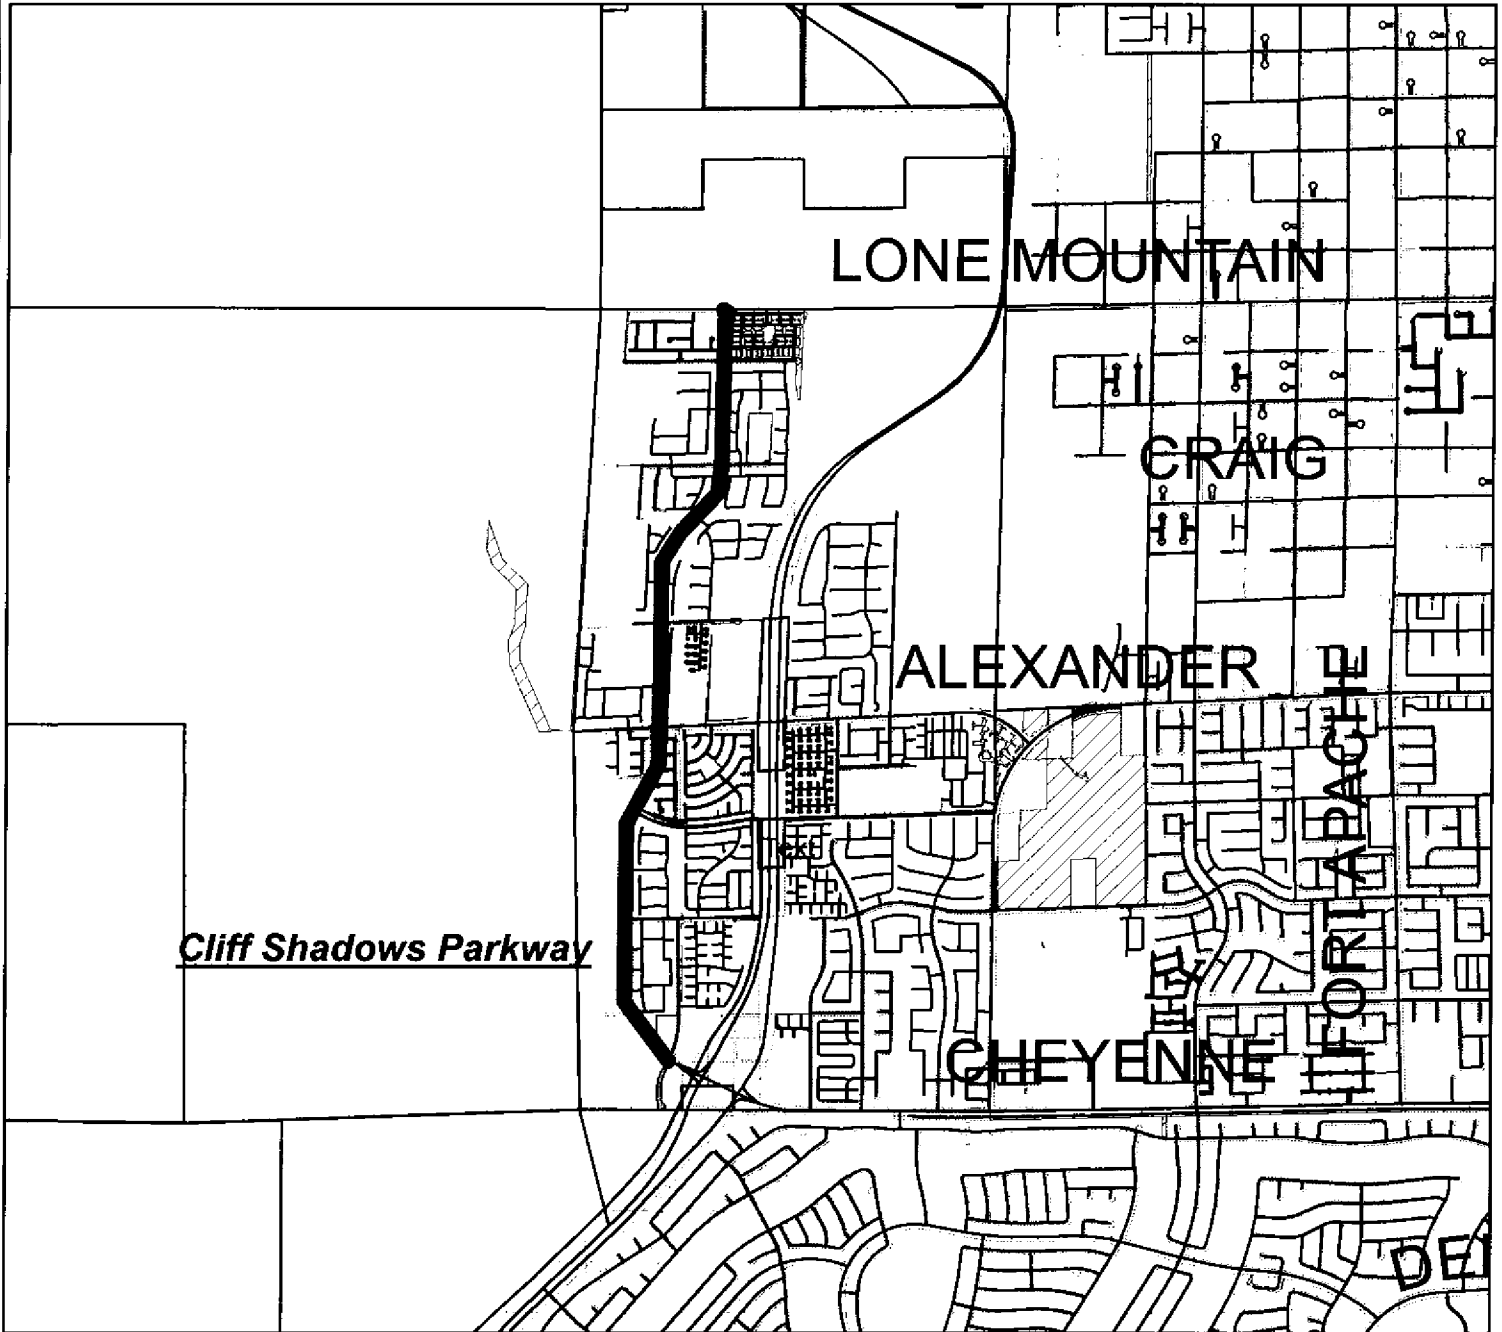 LONE MOUNTAIN
CRAIG
ALEXANDER
FORT APACHE
Cliff Shadows Parkway
CHEYENNE